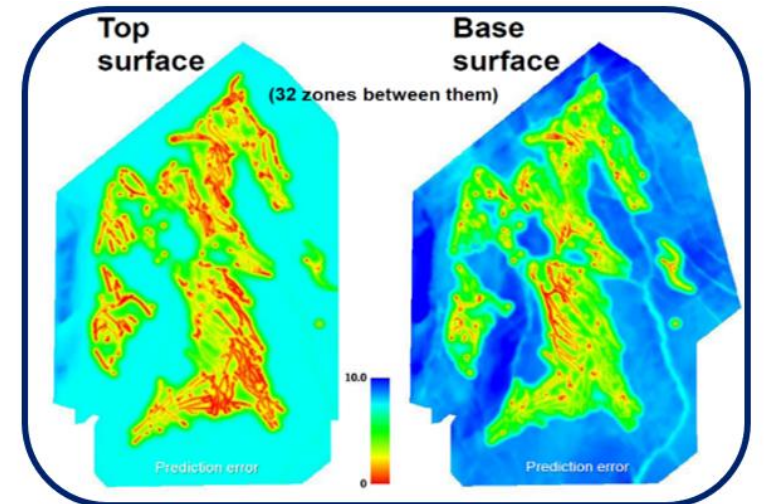 Top
surface
Base
surface
(32 zones between them)
10.0
0
Prediction error
Prediction error